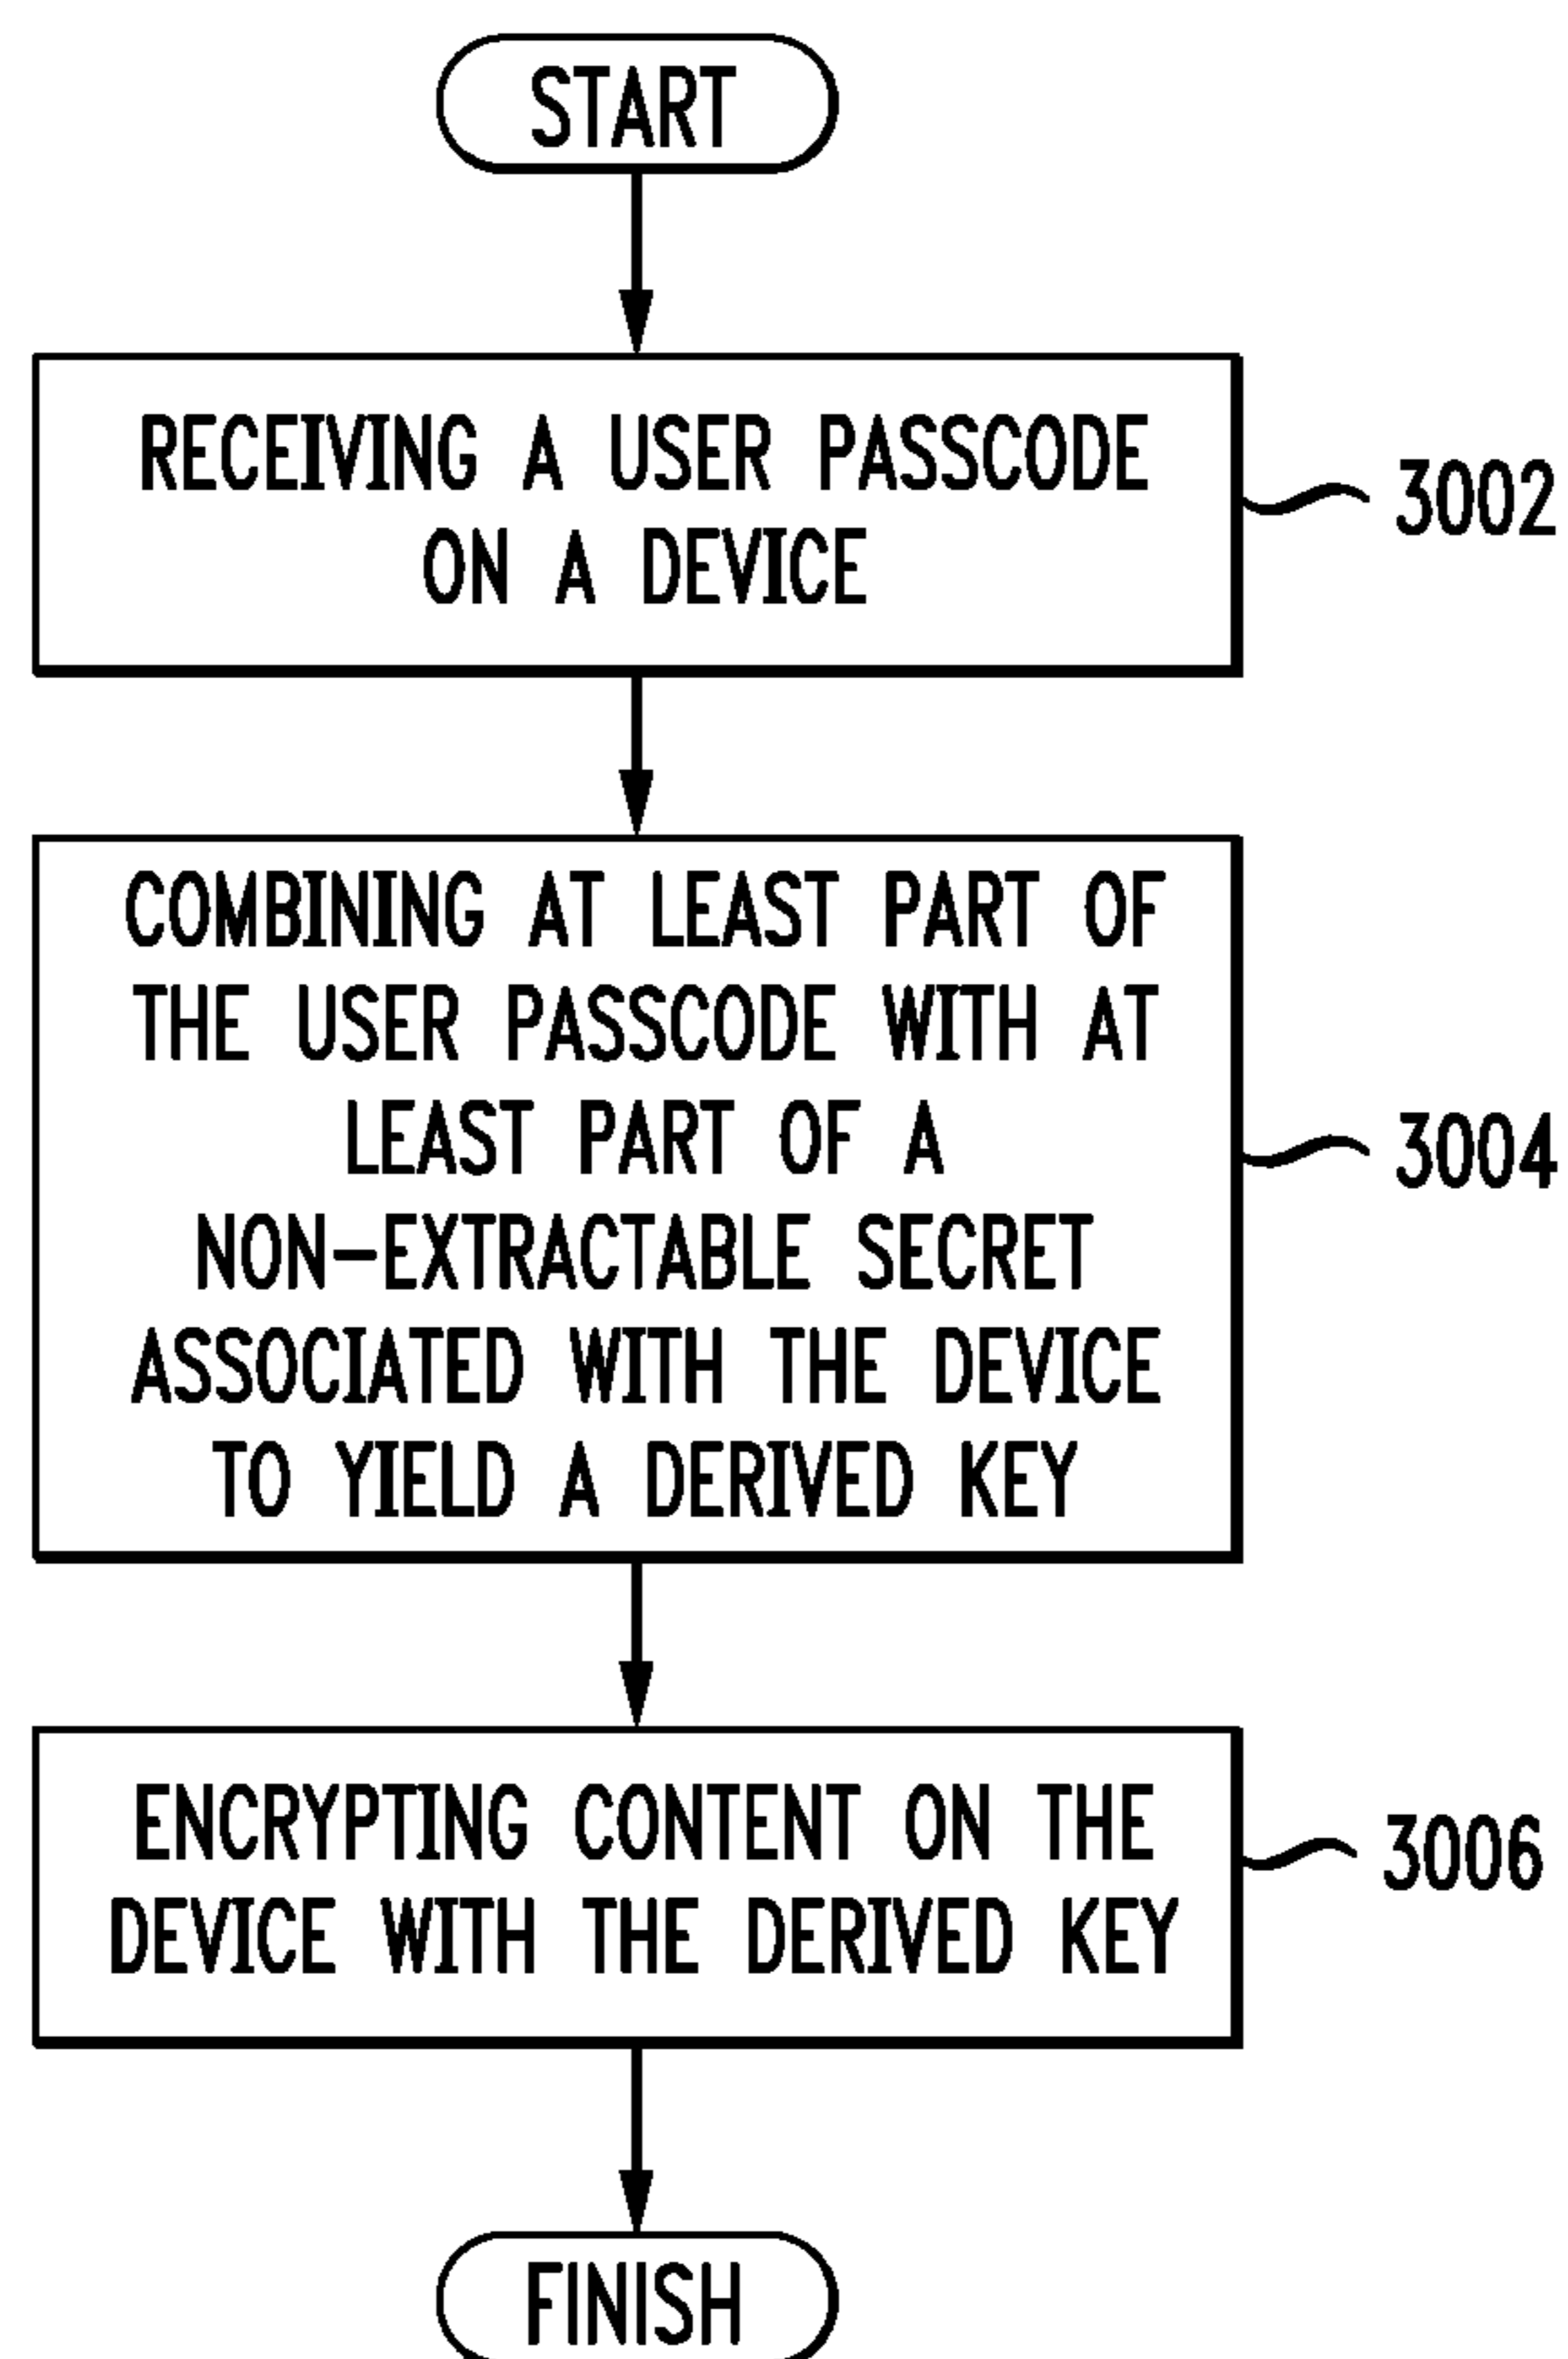 START
RECEIVING A USER PASSCODE
ON A DEVICE
3002
COMBINING AT LEAST PART OF
THE USER PASSCODE WITH AT
LEAST PART OF A
NON-EXTRACTABLE SECRET
ASSOCIATED WITH THE DEVICE
TO YIELD A DERIVED KEY
3004
ENCRYPTING CONTENT ON THE
DEVICE WITH THE DERIVED KEY
3006
FINISH